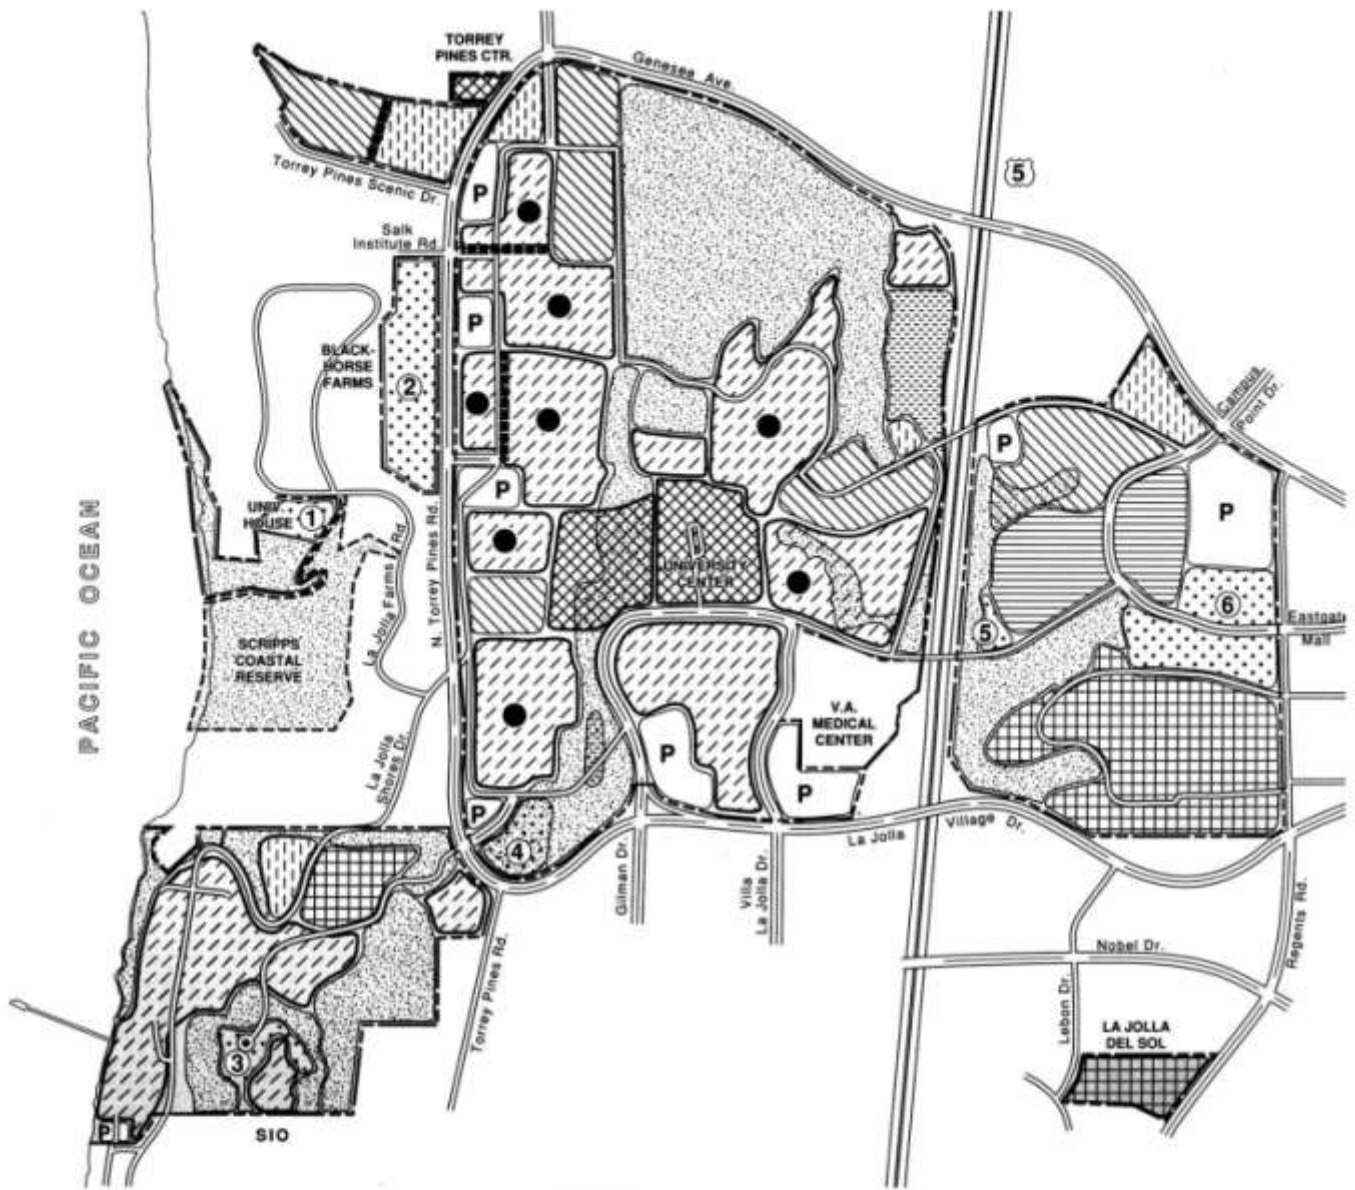 TORREY
PINES CTR.
Genesee Ave.
5
Torrey Pines Scenic Dr.
P
Salk
Institute Rd.
P
BLACK-
HORSE
FARMS
2
Campus
Point Dr.
P
P
P
UNIV.
HOUSE
1
UNIVERSITY
CENTER
PACIFIC OCEAN
La Jolla Farms Rd.
N. Torrey Pines Rd.
6
5
Eastgate
Mall
SCRIPPS
COASTAL
RESERVE
V.A.
MEDICAL
CENTER
La Jolla
Shores Dr.
P
P
P
4
La Jolla
Village Dr.
Gilman Dr.
Villa
La Jolla Dr.
Regents Rd.
Nobel Dr.
Torrey Pines Rd.
Lebon Dr.
3
LA JOLLA
DEL SOL
P
SIO